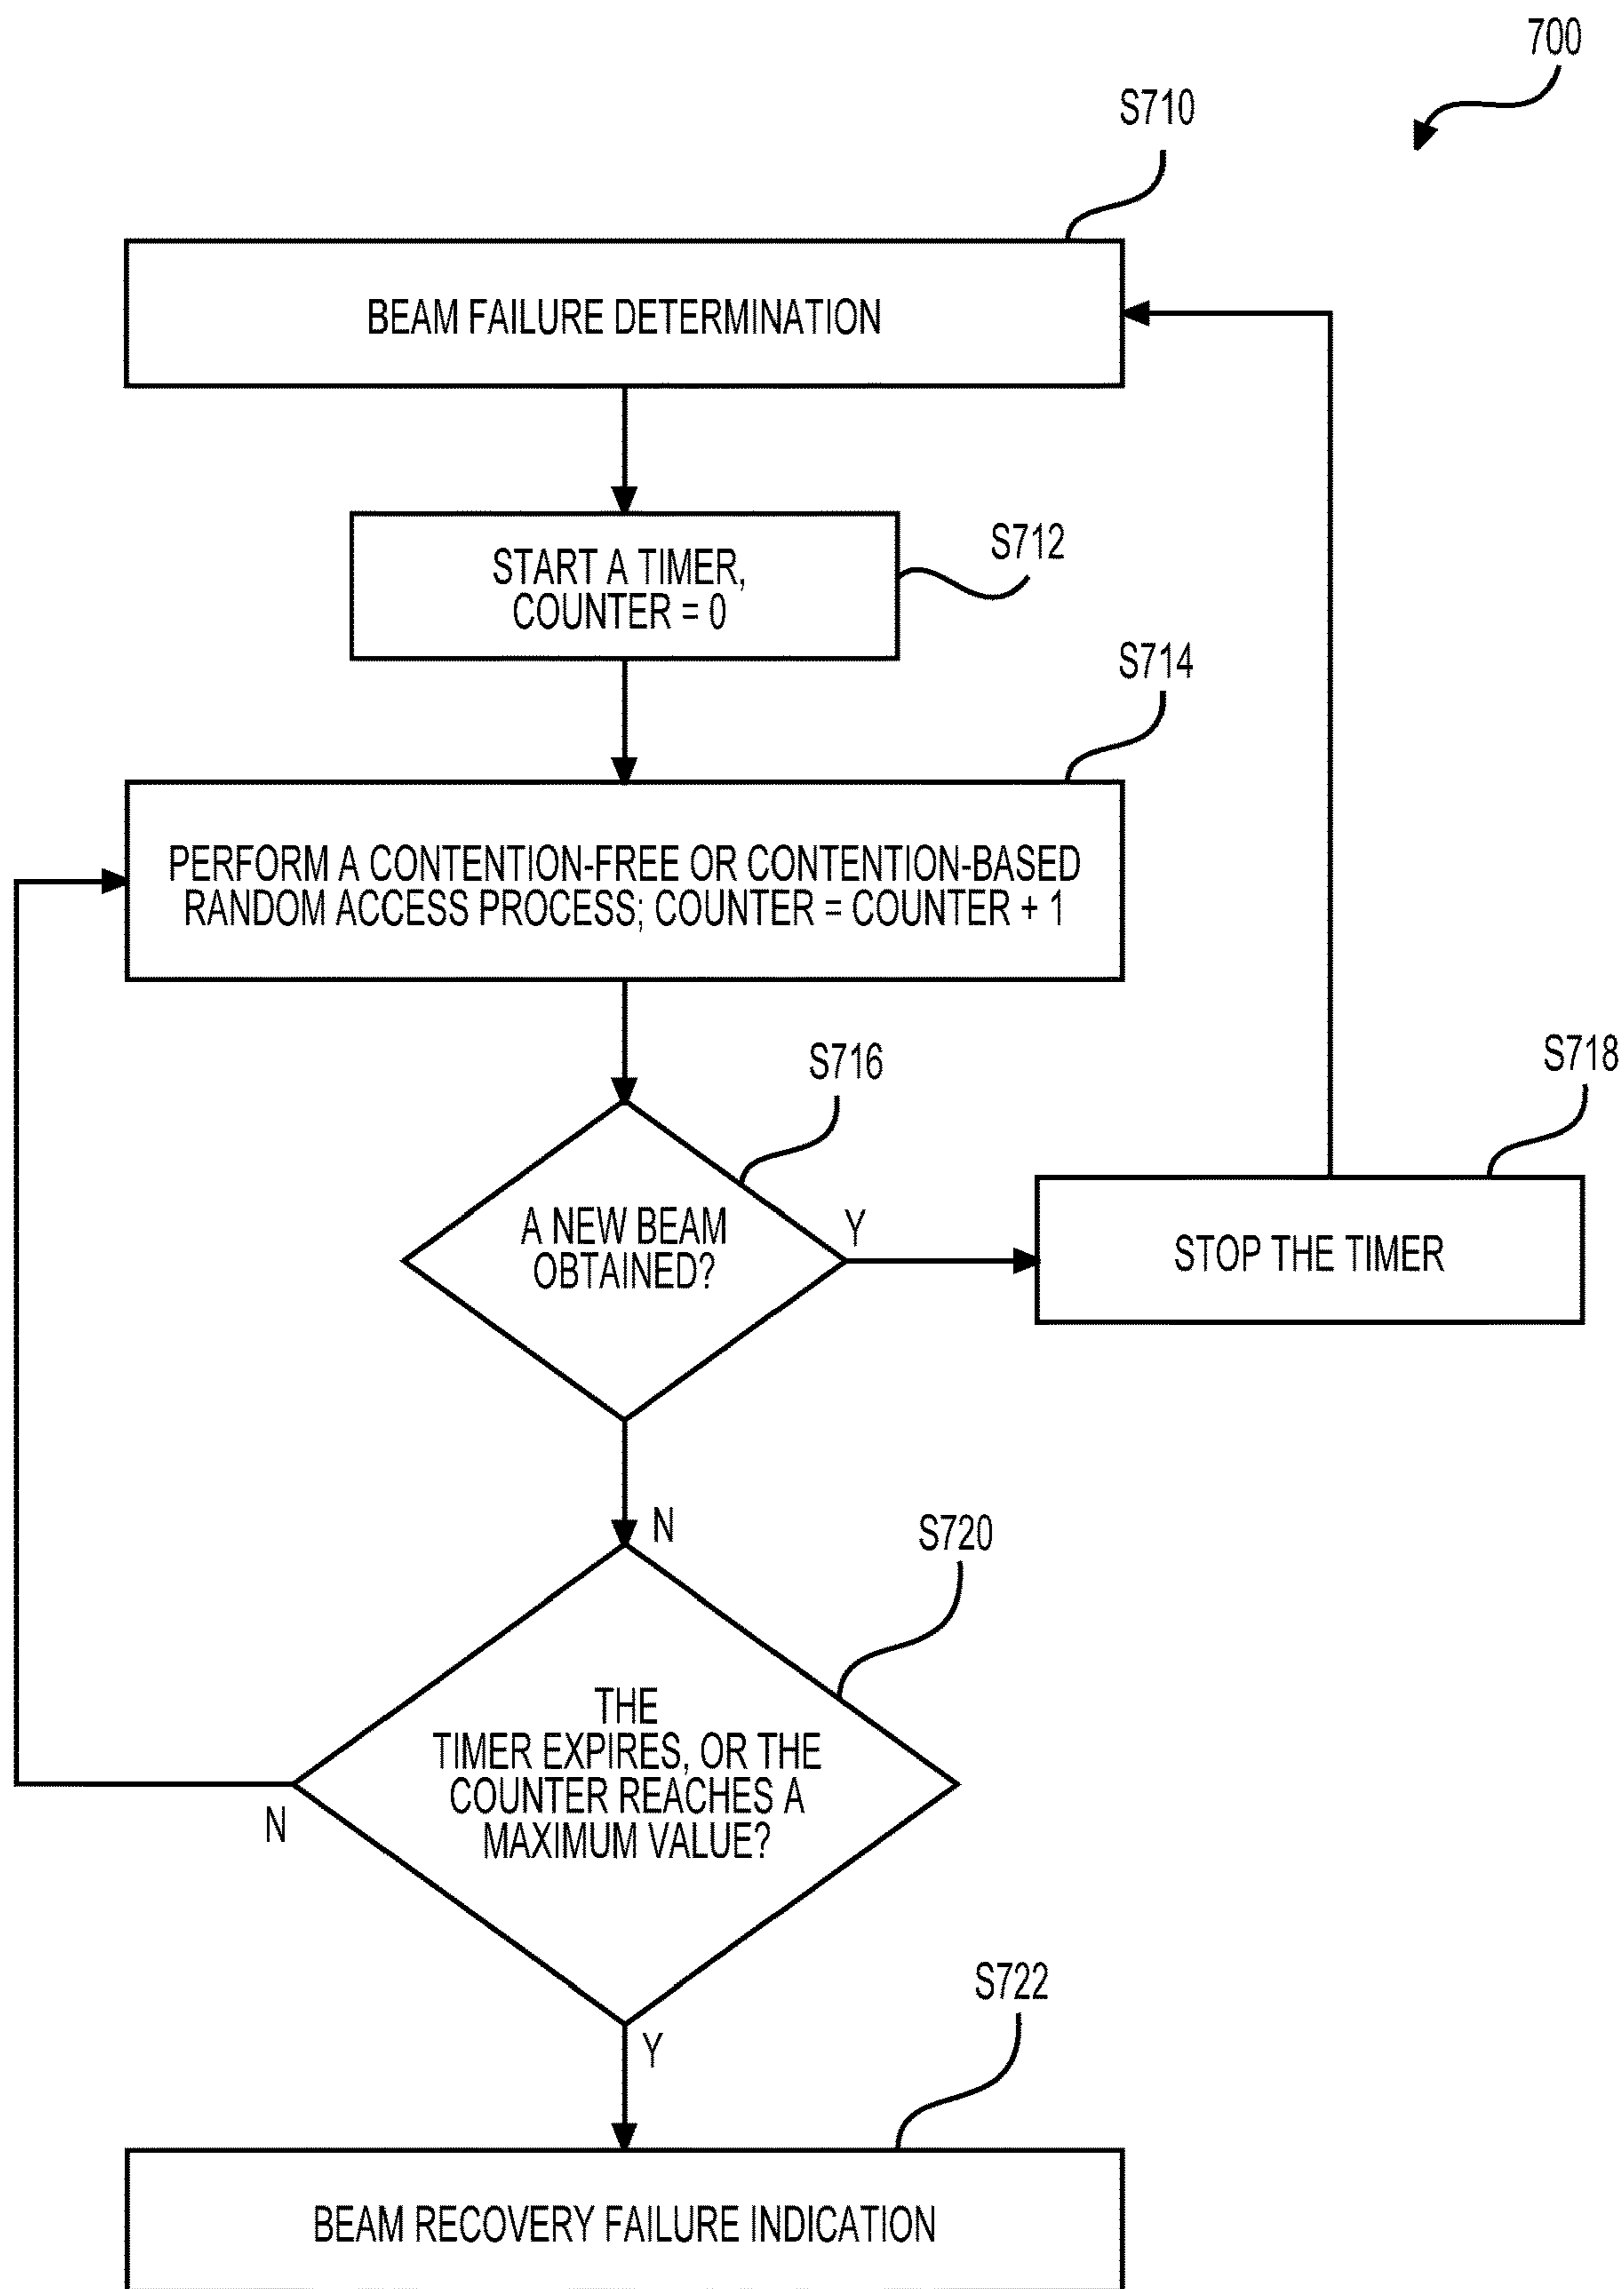 700
S710
BEAM FAILURE DETERMINATION
START A TIMER,
COUNTER = 0
S712
S714
PERFORM A CONTENTION-FREE OR CONTENTION-BASED
RANDOM ACCESS PROCESS; COUNTER = COUNTER + 1
S716
A NEW BEAM
OBTAINED?
Y
S718
STOP THE TIMER
N
S720
THE
TIMER EXPIRES, OR THE
COUNTER REACHES A
MAXIMUM VALUE?
N
Y
S722
BEAM RECOVERY FAILURE INDICATION